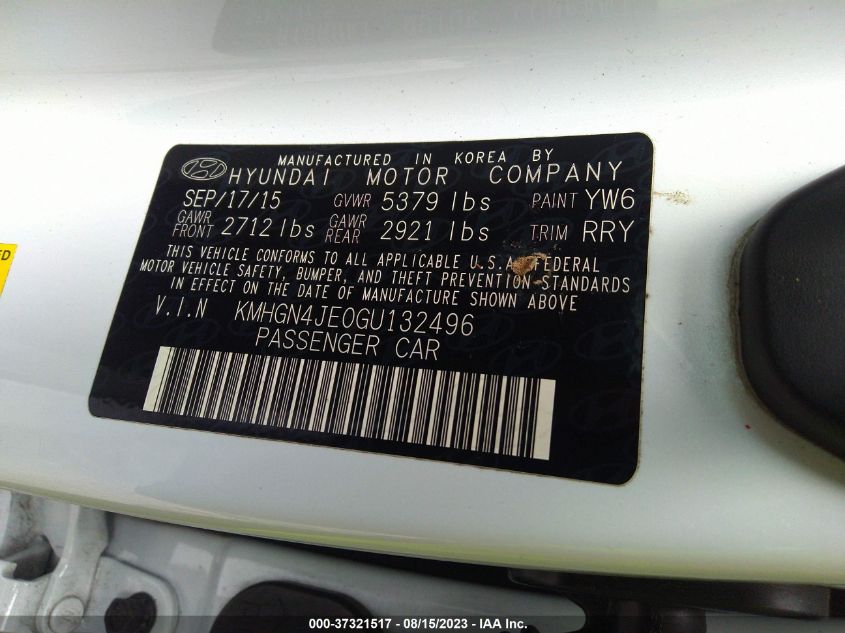 MANUFACTURED IN KOREA BY
HYUNDAI MOTOR COMPANY
SEP/17/15 GVWR 5379 lbs PAINT YW6
GAWR FRONT 2712 lbs GAWR REAR 2921 lbs TRIM RRY
THIS VEHICLE CONFORMS TO ALL APPLICABLE U.S.A FEDERAL
MOTOR VEHICLE SAFETY, BUMPER, AND THEFT PREVENTION STANDARDS
IN EFFECT ON THE DATE OF MANUFACTURE SHOWN ABOVE
V.I.N KMHGN4JE0GU132496
PASSENGER CAR
ED
000-37321517 - 08/15/2023 - IAA Inc.